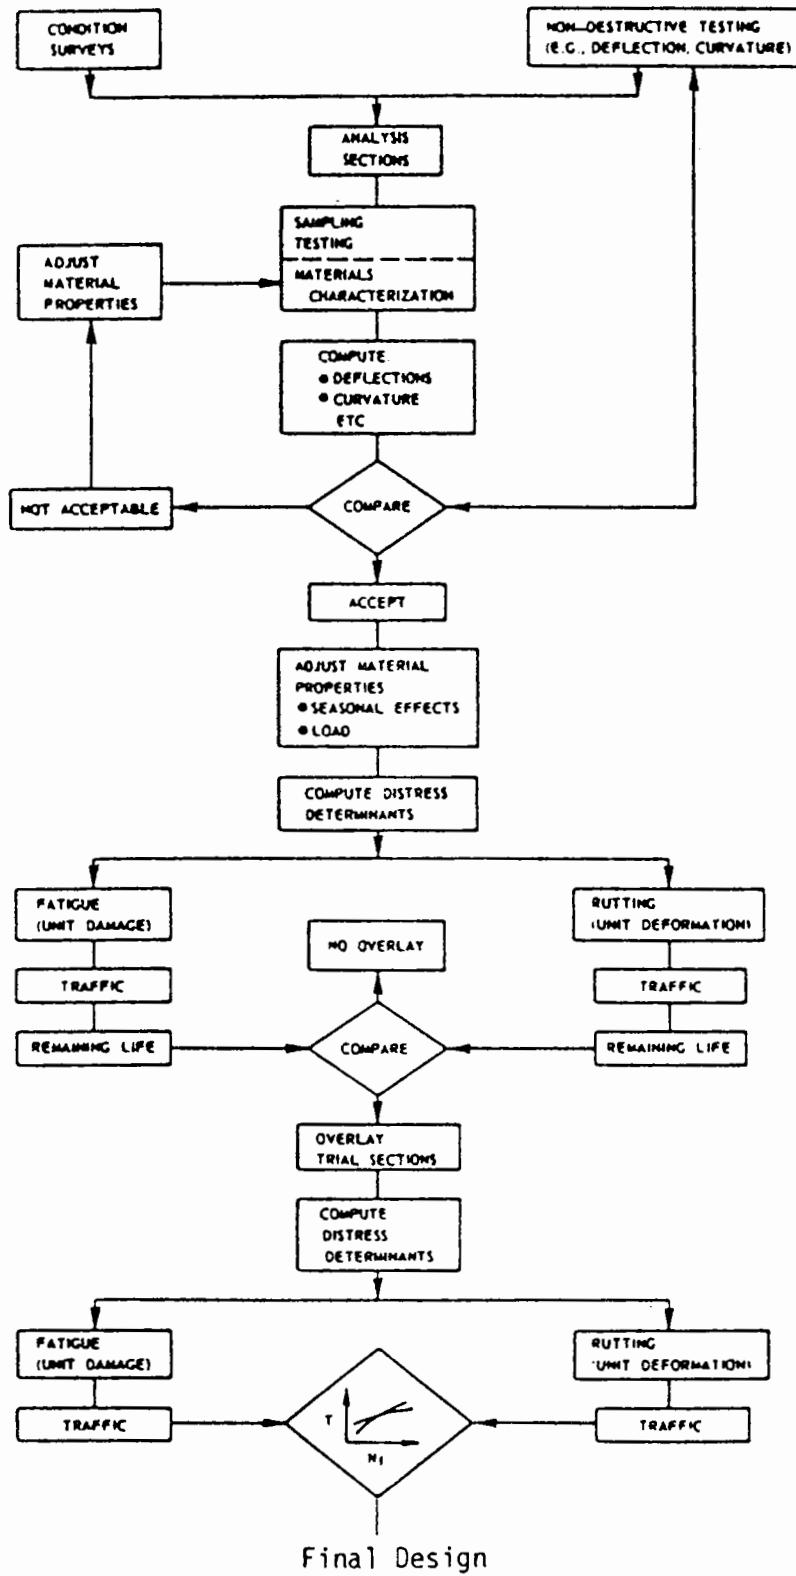 CONDITION
SURVEYS
NON-DESTRUCTIVE TESTING
(E.G., DEFLECTION, CURVATURE)
ANALYSIS
SECTIONS
SAMPLING
TESTING
MATERIALS
CHARACTERIZATION
ADJUST
MATERIAL
PROPERTIES
COMPUTE
• DEFLECTIONS
• CURVATURE
ETC
NOT ACCEPTABLE
COMPARE
ACCEPT
ADJUST MATERIAL
PROPERTIES
• SEASONAL EFFECTS
• LOAD
COMPUTE DISTRESS
DETERMINANTS
FATIGUE
(UNIT DAMAGE)
RUTTING
(UNIT DEFORMATION)
NO OVERLAY
TRAFFIC
TRAFFIC
REMAINING LIFE
COMPARE
REMAINING LIFE
OVERLAY
TRIAL SECTIONS
COMPUTE
DISTRESS
DETERMINANTS
FATIGUE
(UNIT DAMAGE)
RUTTING
(UNIT DEFORMATION)
TRAFFIC
T
Nf
TRAFFIC
Final Design